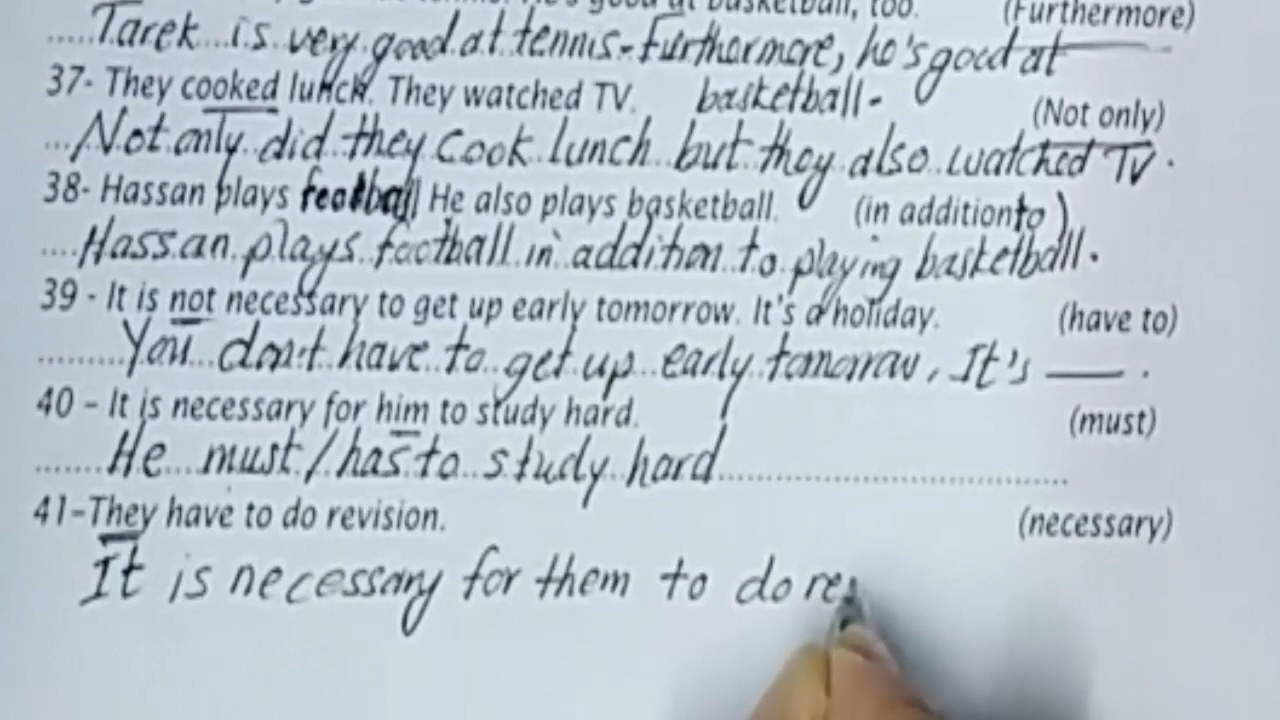 He's good at basketball, too. (Furthermore)
Tarek is very good at tennis. Furthermore, he's good at
37- They cooked lunch. They watched TV. basketball. (Not only)
Not only did they cook lunch but they also watched TV.
38- Hassan plays football He also plays basketball. (in addition to)
Hassan plays football in addition to playing basketball.
39 - It is not necessary to get up early tomorrow. It's a holiday. (have to)
You don't have to get up early tomorrow, It's ___.
40 – It is necessary for him to study hard. (must)
He must / has to study hard
41–They have to do revision. (necessary)
It is necessary for them to do re